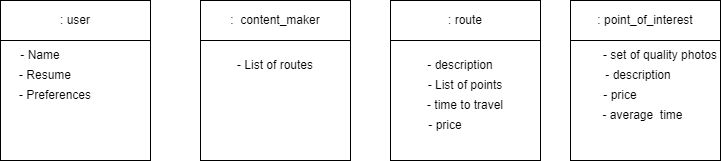 : user
- Name
- Resume
- Preferences
: content_maker
- List of routes
: route
- description
- List of points
- time to travel
- price
: point_of_interest
- set of quality photos
- description
- price
- average time